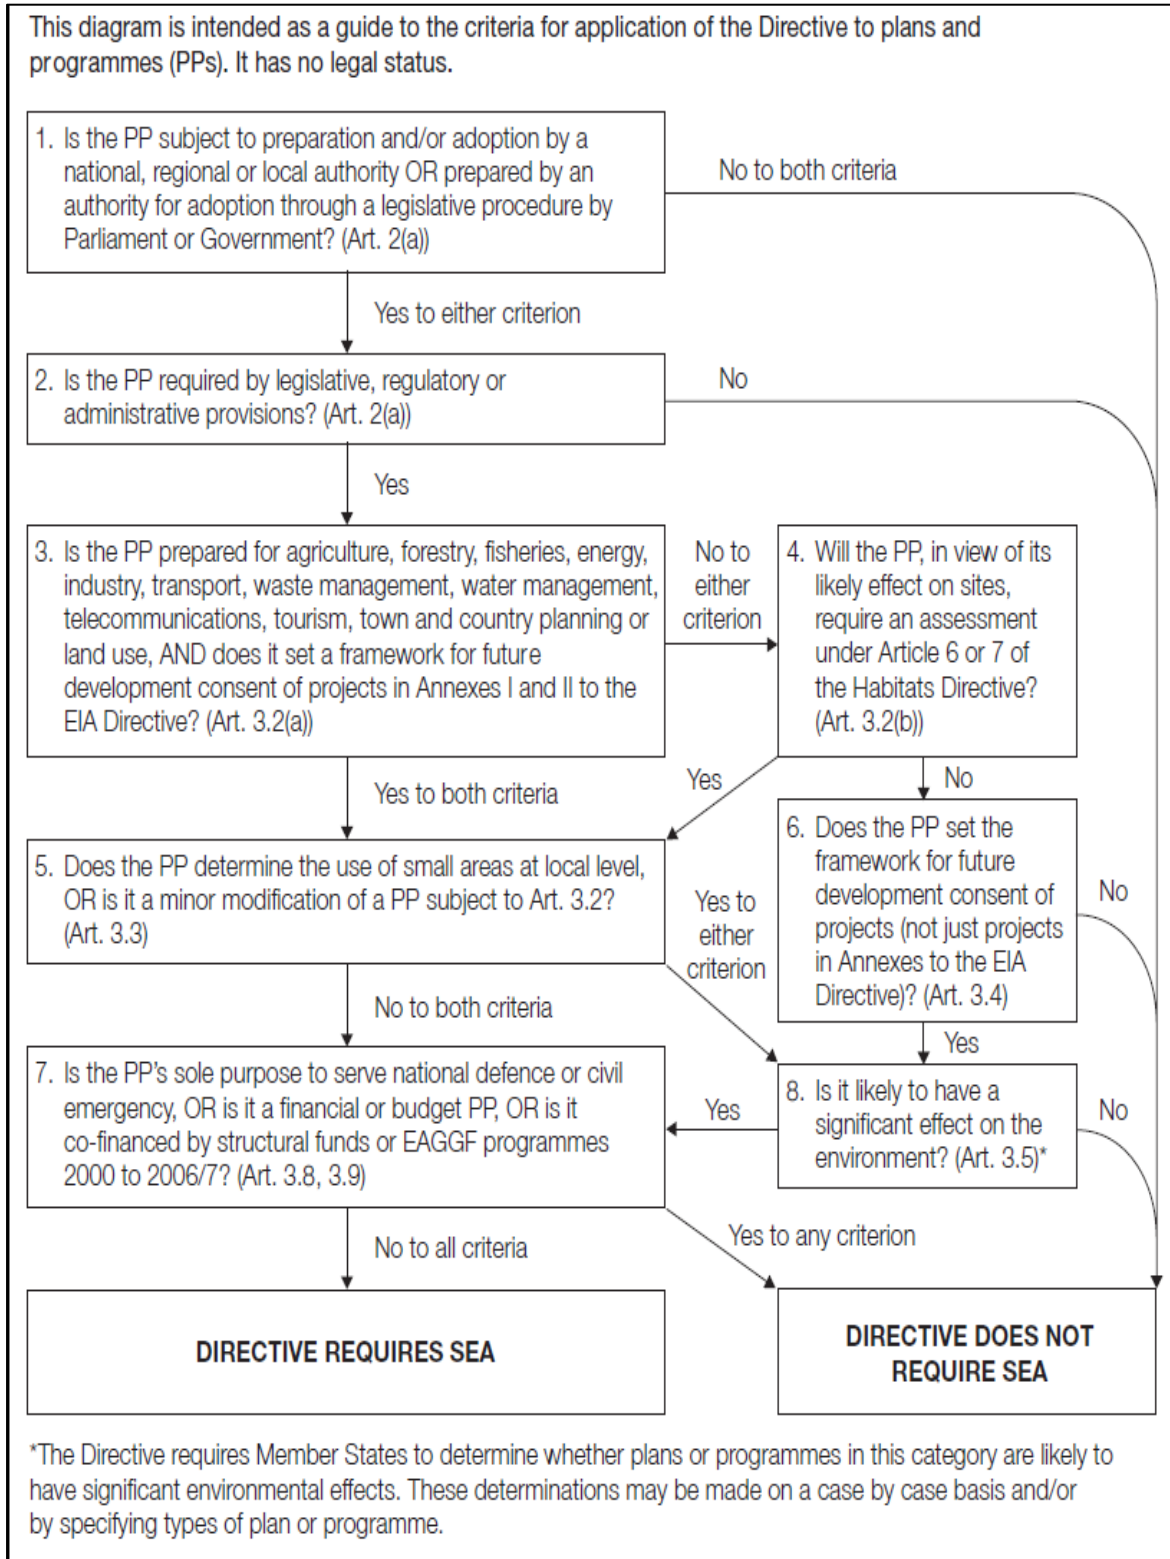 This diagram is intended as a guide to the criteria for application of the Directive to plans and
programmes (PPs). It has no legal status.
1. Is the PP subject to preparation and/or adoption by a
national, regional or local authority OR prepared by an
authority for adoption through a legislative procedure by
Parliament or Government? (Art. 2(a))
No to both criteria
Yes to either criterion
2. Is the PP required by legislative, regulatory or
administrative provisions? (Art. 2(a))
No
Yes
3. Is the PP prepared for agriculture, forestry, fisheries, energy,
industry, transport, waste management, water management,
telecommunications, tourism, town and country planning or
land use, AND does it set a framework for future
development consent of projects in Annexes I and II to the
EIA Directive? (Art. 3.2(a))
No to
either
criterion
4. Will the PP, in view of its
likely effect on sites,
require an assessment
under Article 6 or 7 of
the Habitats Directive?
(Art. 3.2(b))
Yes to both criteria
Yes
No
5. Does the PP determine the use of small areas at local level,
OR is it a minor modification of a PP subject to Art. 3.2?
(Art. 3.3)
Yes to
either
criterion
6. Does the PP set the
framework for future
development consent of
projects (not just projects
in Annexes to the EIA
Directive)? (Art. 3.4)
No
No to both criteria
Yes
7. Is the PP's sole purpose to serve national defence or civil
emergency, OR is it a financial or budget PP, OR is it
co-financed by structural funds or EAGGF programmes
2000 to 2006/7? (Art. 3.8, 3.9)
Yes
8. Is it likely to have a
significant effect on the
environment? (Art. 3.5)*
No
No to all criteria
Yes to any criterion
DIRECTIVE REQUIRES SEA
DIRECTIVE DOES NOT
REQUIRE SEA
*The Directive requires Member States to determine whether plans or programmes in this category are likely to
have significant environmental effects. These determinations may be made on a case by case basis and/or
by specifying types of plan or programme.